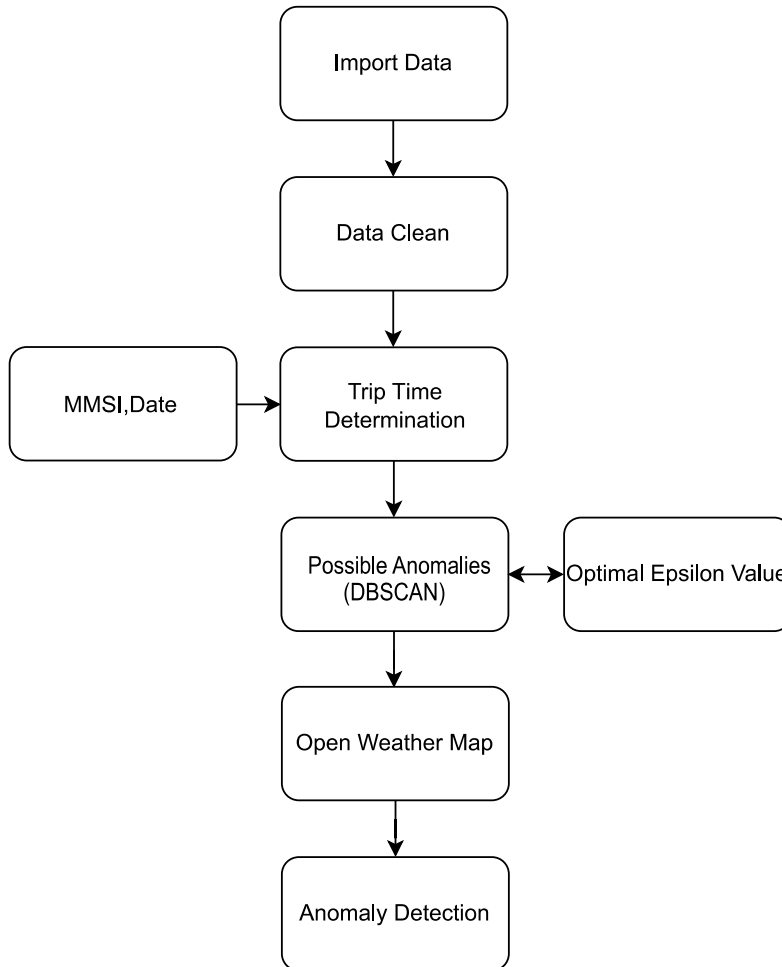 Import Data
Data Clean
MMSI,Date
Trip Time
Determination
Possible Anomalies
(DBSCAN)
Optimal Epsilon Value
Open Weather Map
Anomaly Detection